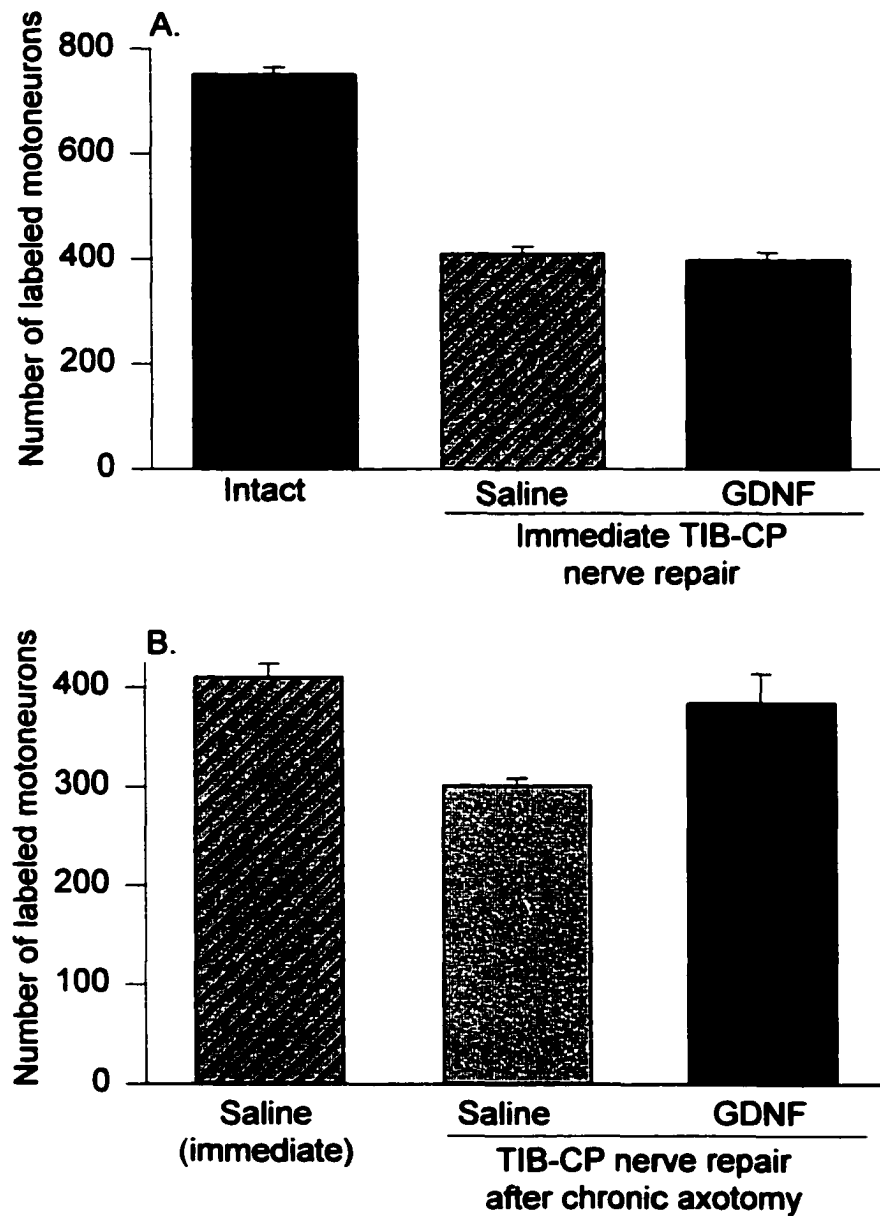 A.
Number of labeled motoneurons
800
600
400
200
0
Intact
Saline
GDNF
Immediate TIB-CP
nerve repair
B.
Number of labeled motoneurons
400
300
200
100
0
Saline
(immediate)
Saline
GDNF
TIB-CP nerve repair
after chronic axotomy